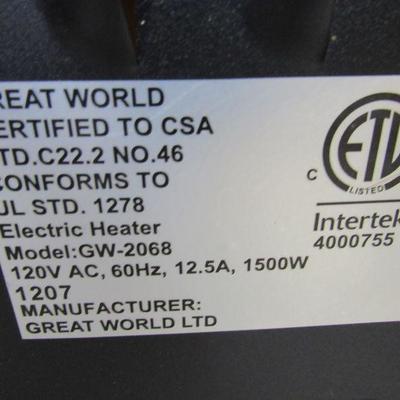 REAT WORLD
ERTIFIED TO CSA
TD.C22.2 NO.46
CONFORMS TO
UL STD. 1278
Electric Heater
Model:GW-2068
120V AC, 60Hz, 12.5A, 1500W
1207
MANUFACTURER:
GREAT WORLD LTD
ETL
LISTED
C
Intertek
4000755